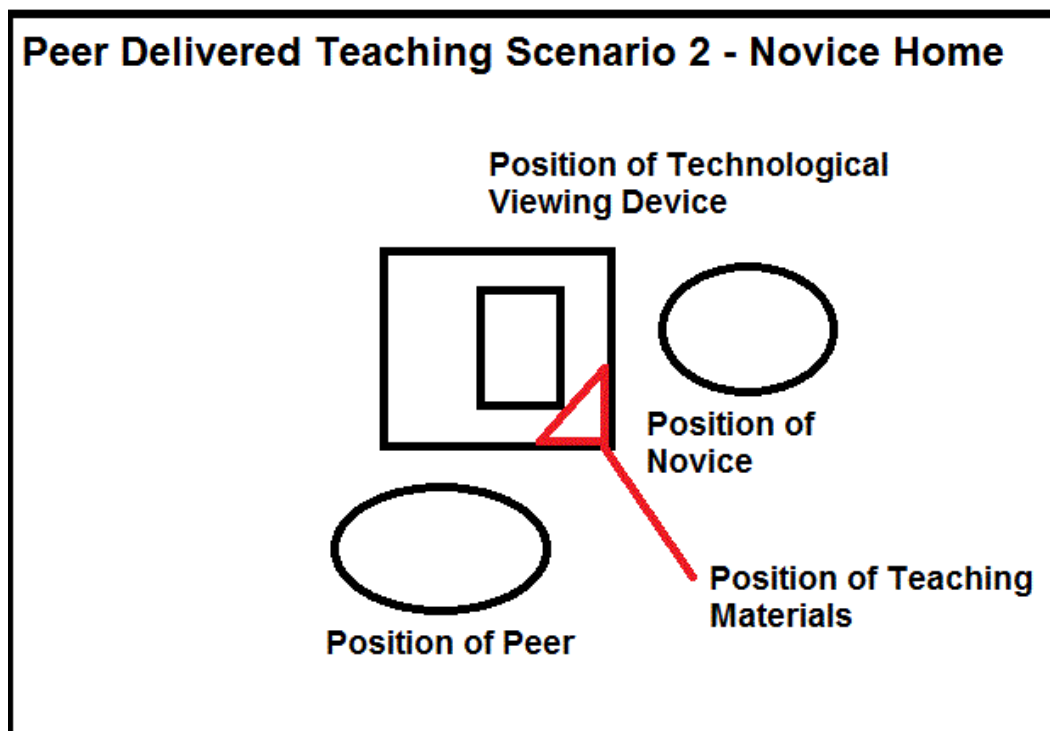 Peer Delivered Teaching Scenario 2 - Novice Home
Position of Technological
Viewing Device
Position of
Novice
Position of Teaching
Materials
Position of Peer